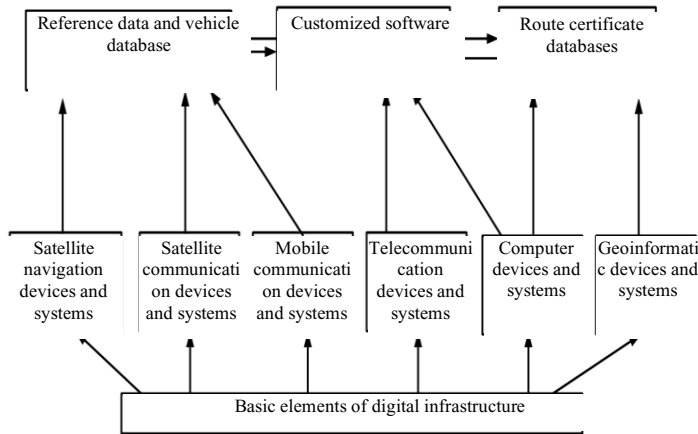 Reference data and vehicle
database
Customized software
Route certificate
databases
Satellite
navigation
devices and
systems
Satellite
communicati
on devices
and systems
Mobile
communicati
on devices
and systems
Telecommuni
cation
devices and
systems
Computer
devices and
systems
Geoinformati
c devices and
systems
Basic elements of digital infrastructure